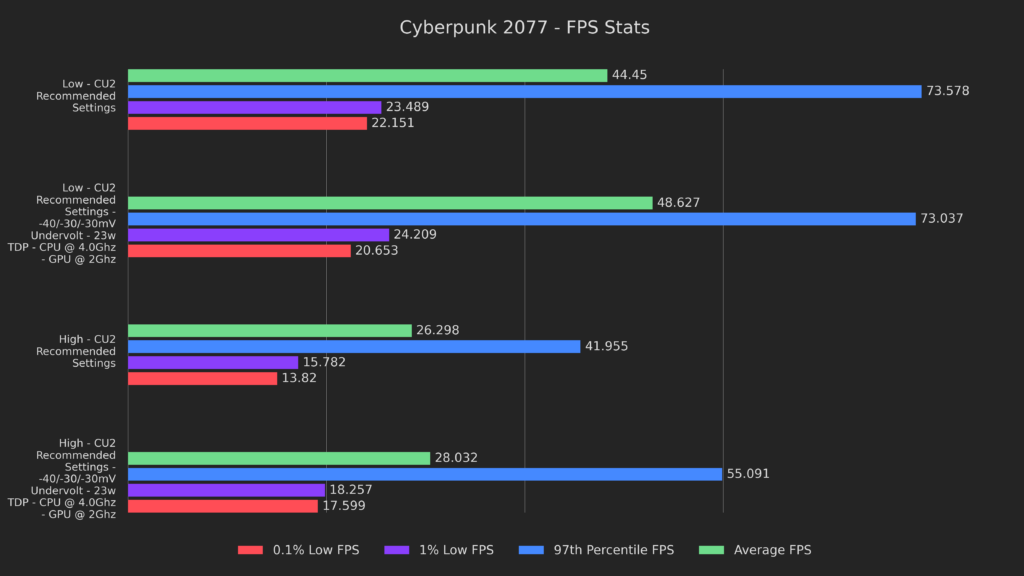 Cyberpunk 2077 - FPS Stats
Low - CU2
Recommended
Settings
44.45
73.578
23.489
22.151
Low - CU2
Recommended
Settings -
-40/-30/-30mV
Undervolt - 23w
TDP - CPU @ 4.0Ghz
- GPU @ 2Ghz
48.627
73.037
24.209
20.653
High - CU2
Recommended
Settings
26.298
41.955
15.782
13.82
High - CU2
Recommended
Settings -
-40/-30/-30mV
Undervolt - 23w
TDP - CPU @ 4.0Ghz
- GPU @ 2Ghz
28.032
55.091
18.257
17.599
0.1% Low FPS
1% Low FPS
97th Percentile FPS
Average FPS